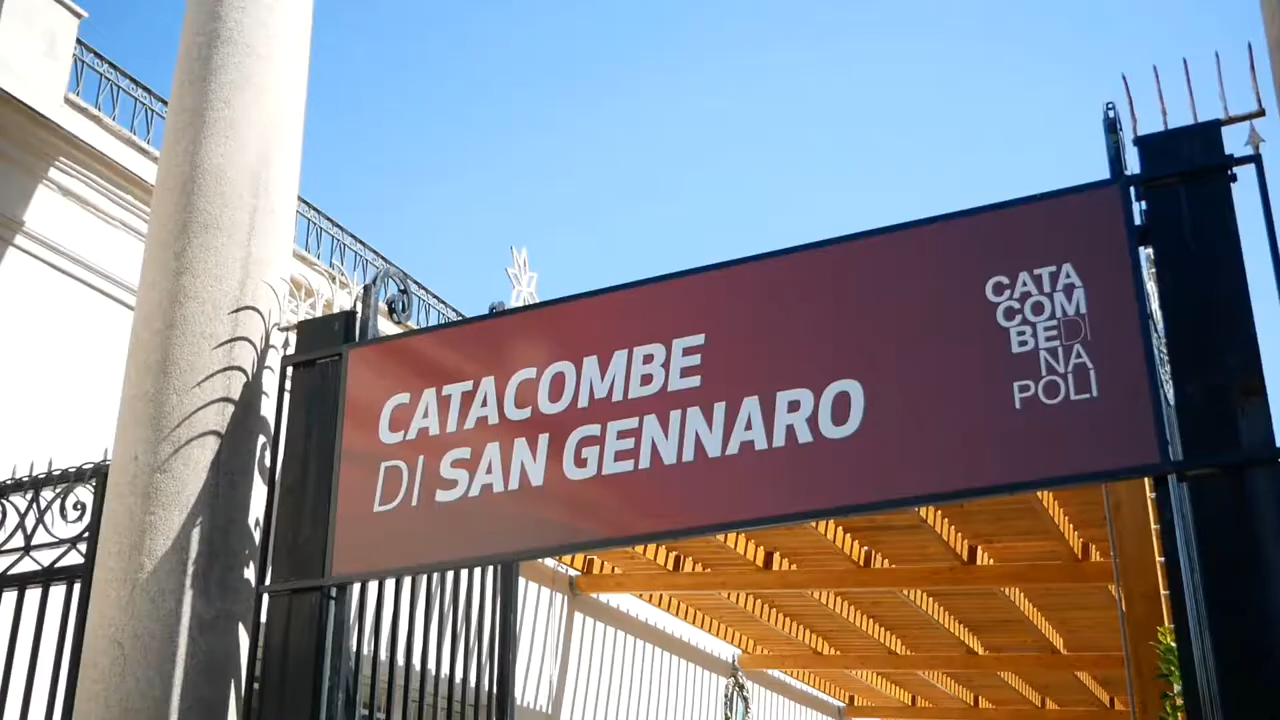 CATACOMBE
DI SAN GENNARO
CATA
COM
BEDI
NA
POLI